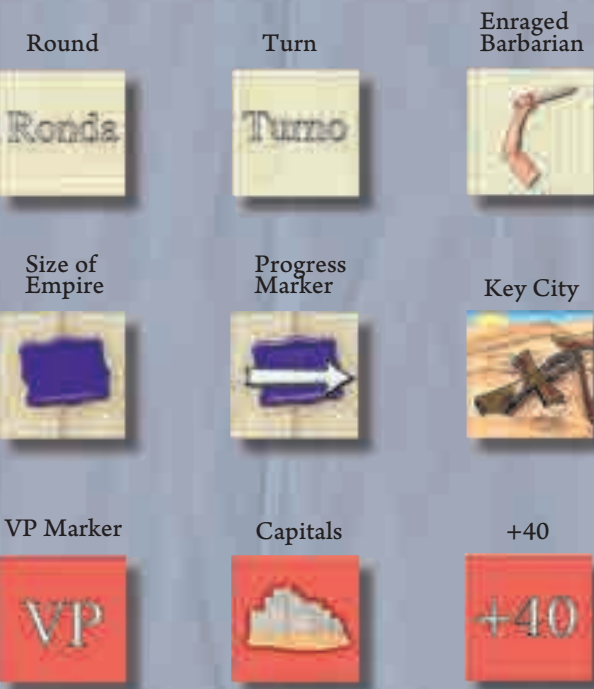 Round
Turn
Enraged
Barbarian
Ronda
Turno
Size of
Empire
Progress
Marker
Key City
VP Marker
Capitals
+40
VP
+40